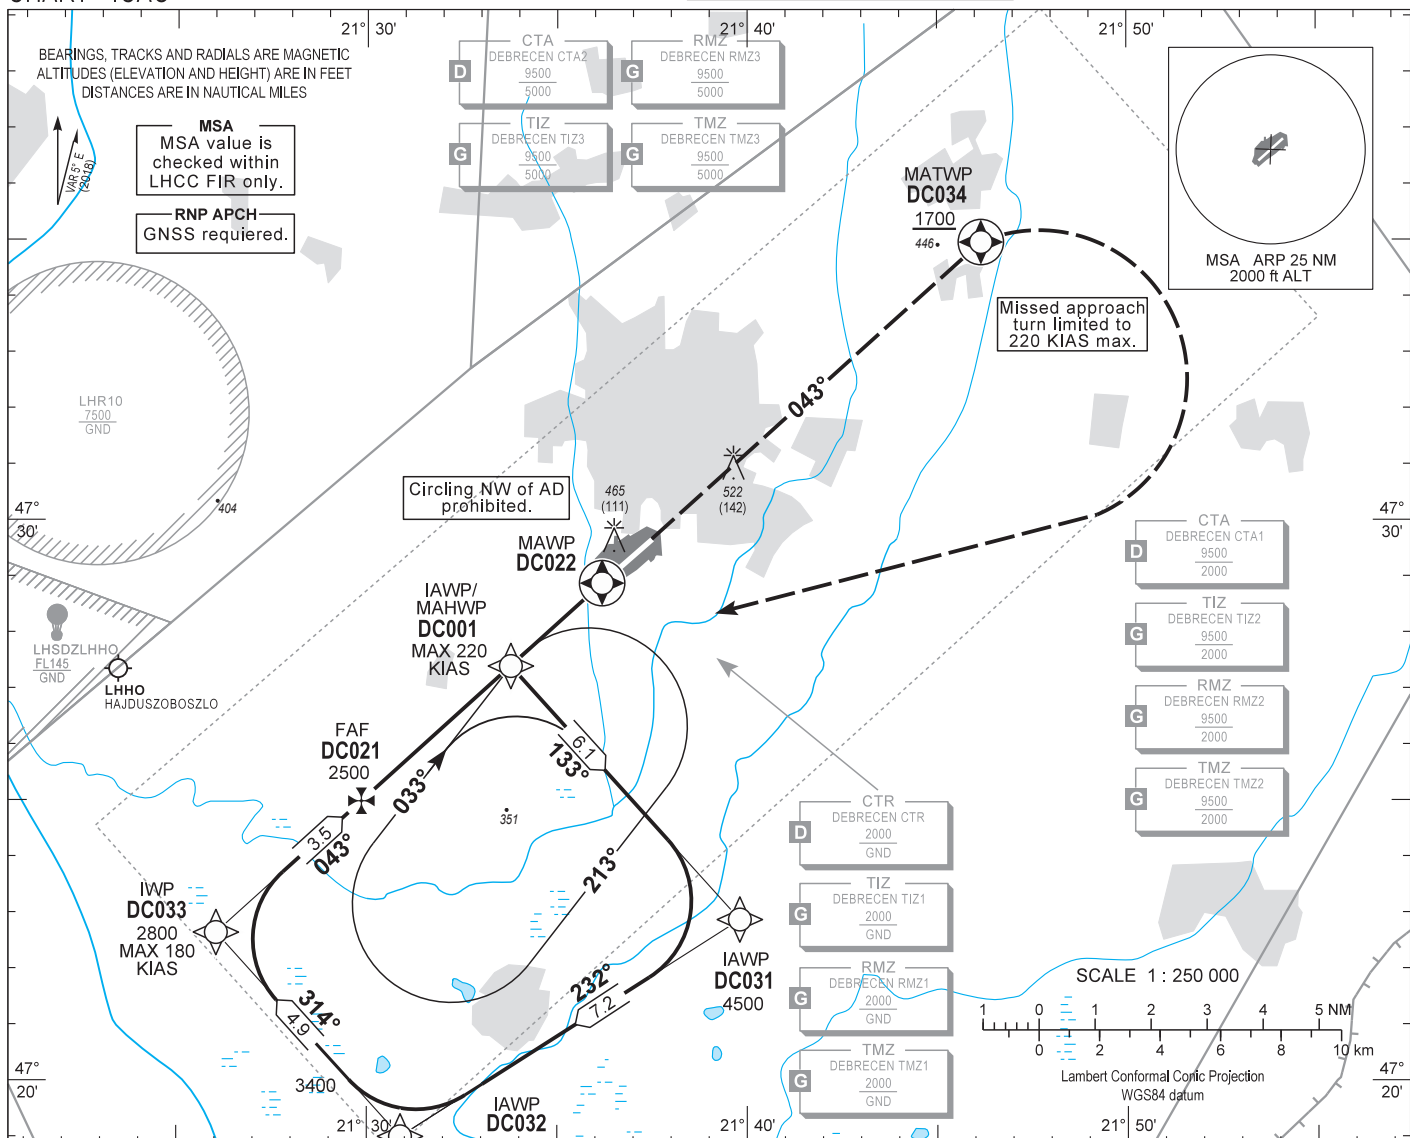 21° 30'
21° 40'
21° 50'
BEARINGS, TRACKS AND RADIALS ARE MAGNETIC
ALTITUDES (ELEVATION AND HEIGHT) ARE IN FEET
DISTANCES ARE IN NAUTICAL MILES
VAR 5° E
(2018)
MSA
MSA value is
checked within
LHCC FIR only.
RNP APCH
GNSS requiered.
CTA
DEBRECEN CTA2
D
9500
5000
RMZ
DEBRECEN RMZ3
G
9500
5000
TIZ
DEBRECEN TIZ3
G
9500
5000
TMZ
DEBRECEN TMZ3
G
9500
5000
MSA ARP 25 NM
2000 ft ALT
MATWP
DC034
1700
446
Missed approach
turn limited to
220 KIAS max.
043°
LHR10
7500
GND
404
47°
30'
Circling NW of AD
prohibited.
465
(111)
522
(142)
47°
30'
MAWP
DC022
IAWP/
MAHWP
DC001
MAX 220
KIAS
CTA
DEBRECEN CTA1
D
9500
2000
TIZ
DEBRECEN TIZ2
G
9500
2000
RMZ
DEBRECEN RMZ2
G
9500
2000
TMZ
DEBRECEN TMZ2
G
9500
2000
LHSDZLHHO
FL145
GND
LHHO
HAJDUSZOBOSZLO
FAF
DC021
2500
6.1
133°
033°
351
3.5
043°
213°
CTR
DEBRECEN CTR
D
2000
GND
TIZ
DEBRECEN TIZ1
G
2000
GND
RMZ
DEBRECEN RMZ1
G
2000
GND
TMZ
DEBRECEN TMZ1
G
2000
GND
IWP
DC033
2800
MAX 180
KIAS
IAWP
DC031
4500
232°
7.2
314°
4.9
3400
IAWP
DC032
SCALE 1 : 250 000
1 0 1 2 3 4 5 NM
0 2 4 6 8 10 km
Lambert Conformal Conic Projection
WGS84 datum
47°
20'
47°
20'
21° 30'
21° 40'
21° 50'